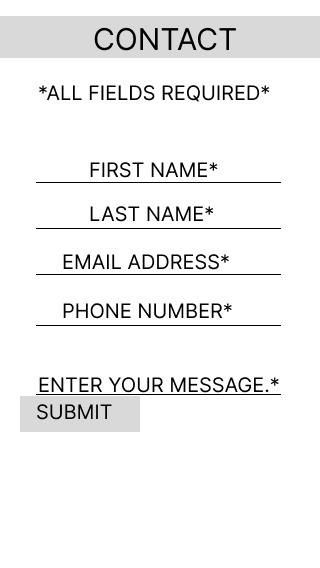 CONTACT
*ALL FIELDS REQUIRED*
FIRST NAME*
LAST NAME*
EMAIL ADDRESS*
PHONE NUMBER*
ENTER YOUR MESSAGE.*
SUBMIT